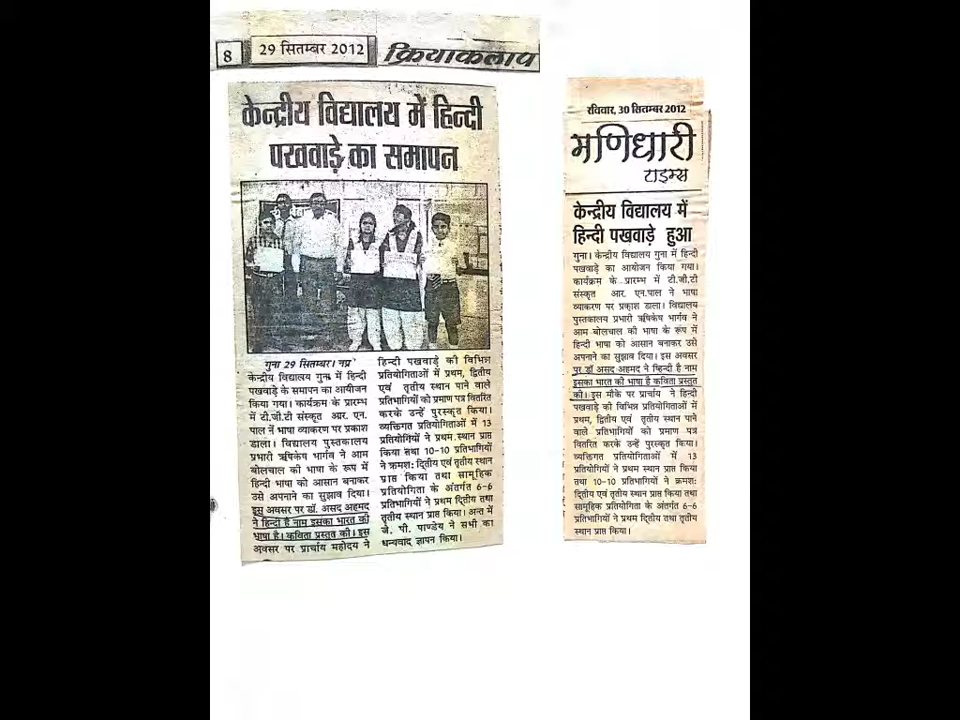 8
29 सितम्बर 2012
क्रियाकलाप
केन्द्रीय विद्यालय में हिन्दी
पखवाड़े का समापन
गुना 29 सितम्बर। नप्र
केन्द्रीय विद्यालय गुना में हिन्दी
पखवाड़े के समापन का आयोजन
किया गया। कार्यक्रम के प्रारम्भ
में टी.जी.टी संस्कृत आर. एन.
पाल नें भाषा व्याकरण पर प्रकाश
डाला। विद्यालय पुस्तकालय
प्रभारी ऋषिकेष भार्गव ने आम
बोलचाल की भाषा के रूप में
हिन्दी भाषा को आसान बनाकर
उसे अपनाने का सुझाव दिया।
इस अवसर पर डॉ. असद अहमद
ने हिन्दी है नाम इसका भारत की
भाषा है। कविता प्रस्तुत की। इस
अवसर पर प्राचार्य महोदय ने
हिन्दी पखवाड़े की विभिन्न
प्रतियोगिताओं में प्रथम, द्वितीय
एवं तृतीय स्थान पाने वाले
प्रतिभागियों को प्रमाण पत्र वितरित
करके उन्हें पुरस्कृत किया।
व्यक्तिगत प्रतियोगिताओं में 13
प्रतियोगियों ने प्रथम स्थान प्राप्त
किया तथा 10-10 प्रतिभागियों
ने क्रमश: द्वितीय एवं तृतीय स्थान
प्राप्त किया तथा सामूहिक
प्रतियोगिता के अंतर्गत 6-6
प्रतिभागियों ने प्रथम द्वितीय तथा
तृतीय स्थान प्राप्त किया। अन्त में
जे. पी. पाण्डेय ने सभी का
धन्यवाद ज्ञापन किया।
रविवार, 30 सितम्बर 2012
मणिधारी
टाइम्स
केन्द्रीय विद्यालय में
हिन्दी पखवाड़े हुआ
गुना। केन्द्रीय विद्यालय गुना में हिन्दी
पखवाड़े का आयोजन किया गया।
कार्यक्रम के प्रारम्भ में टी.जी.टी
संस्कृत आर. एन.पाल ने भाषा
व्याकरण पर प्रकाश डाला। विद्यालय
पुस्तकालय प्रभारी ऋषिकेष भार्गव ने
आम बोलचाल की भाषा के रूप में
हिन्दी भाषा को आसान बनाकर उसे
अपनाने का सुझाव दिया। इस अवसर
पर डॉ असद अहमद ने हिन्दी है नाम
इसका भारत की भाषा है कविता प्रस्तुत
की। इस मौके पर प्राचार्य ने हिन्दी
पखवाड़े को विभिन्न प्रतियोगिताओं में
प्रथम, द्वितीय एवं तृतीय स्थान पाने
वाले प्रतिभागियों को प्रमाण पत्र
वितरित करके उन्हें पुरस्कृत किया।
व्यक्तिगत प्रतियोगिताओं में 13
प्रतियोगियों ने प्रथम स्थान प्राप्त किया
तथा 10-10 प्रतिभागियों ने क्रमश:
द्वितीय एवं तृतीय स्थान प्राप्त किया तथा
सामूहिक प्रतियोगिता के अंतर्गत 6-6
प्रतिभागियों ने प्रथम द्वितीय तथा तृतीय
स्थान प्राप्त किया।